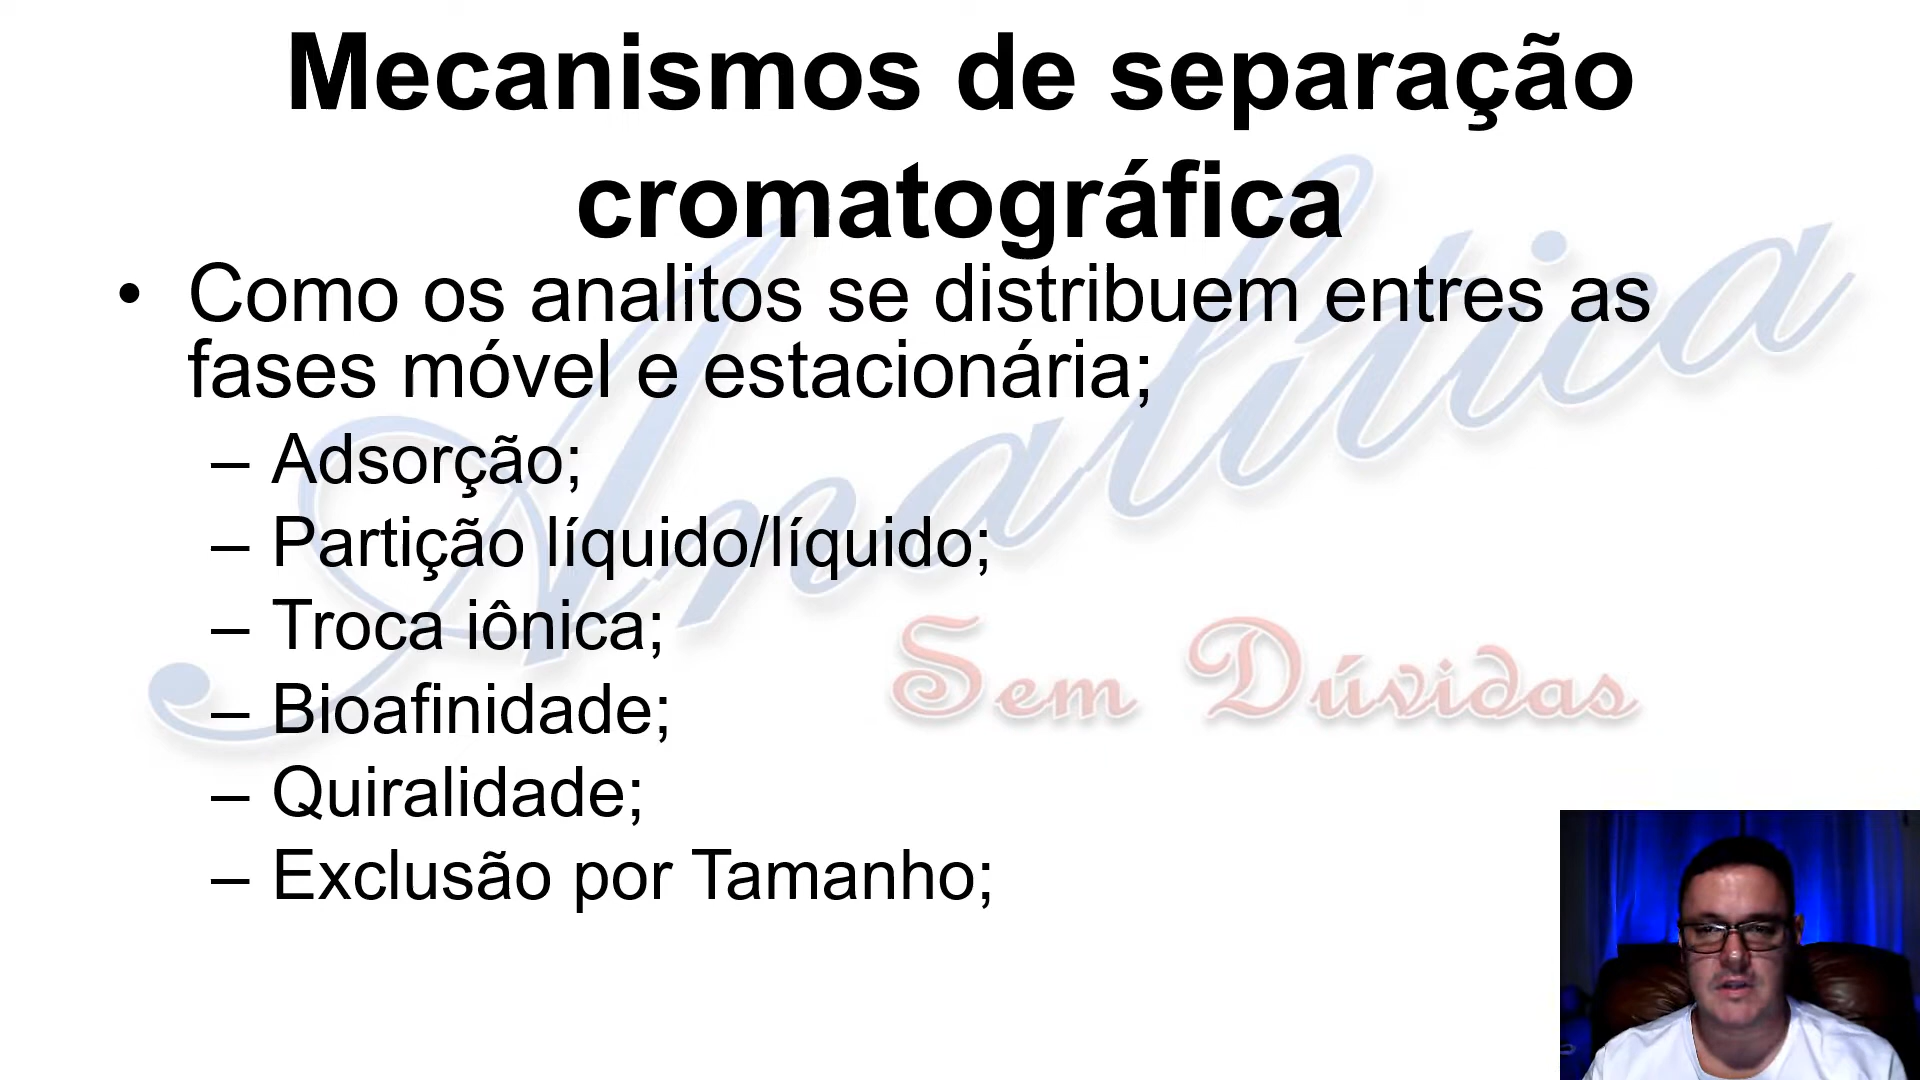 Mecanismos de separação
cromatográfica
• Como os analitos se distribuem entres as
fases móvel e estacionária;
– Adsorção;
– Partição líquido/líquido;
– Troca iônica;
– Bioafinidade;
– Quiralidade;
– Exclusão por Tamanho;
Analítica
Sem Dúvidas